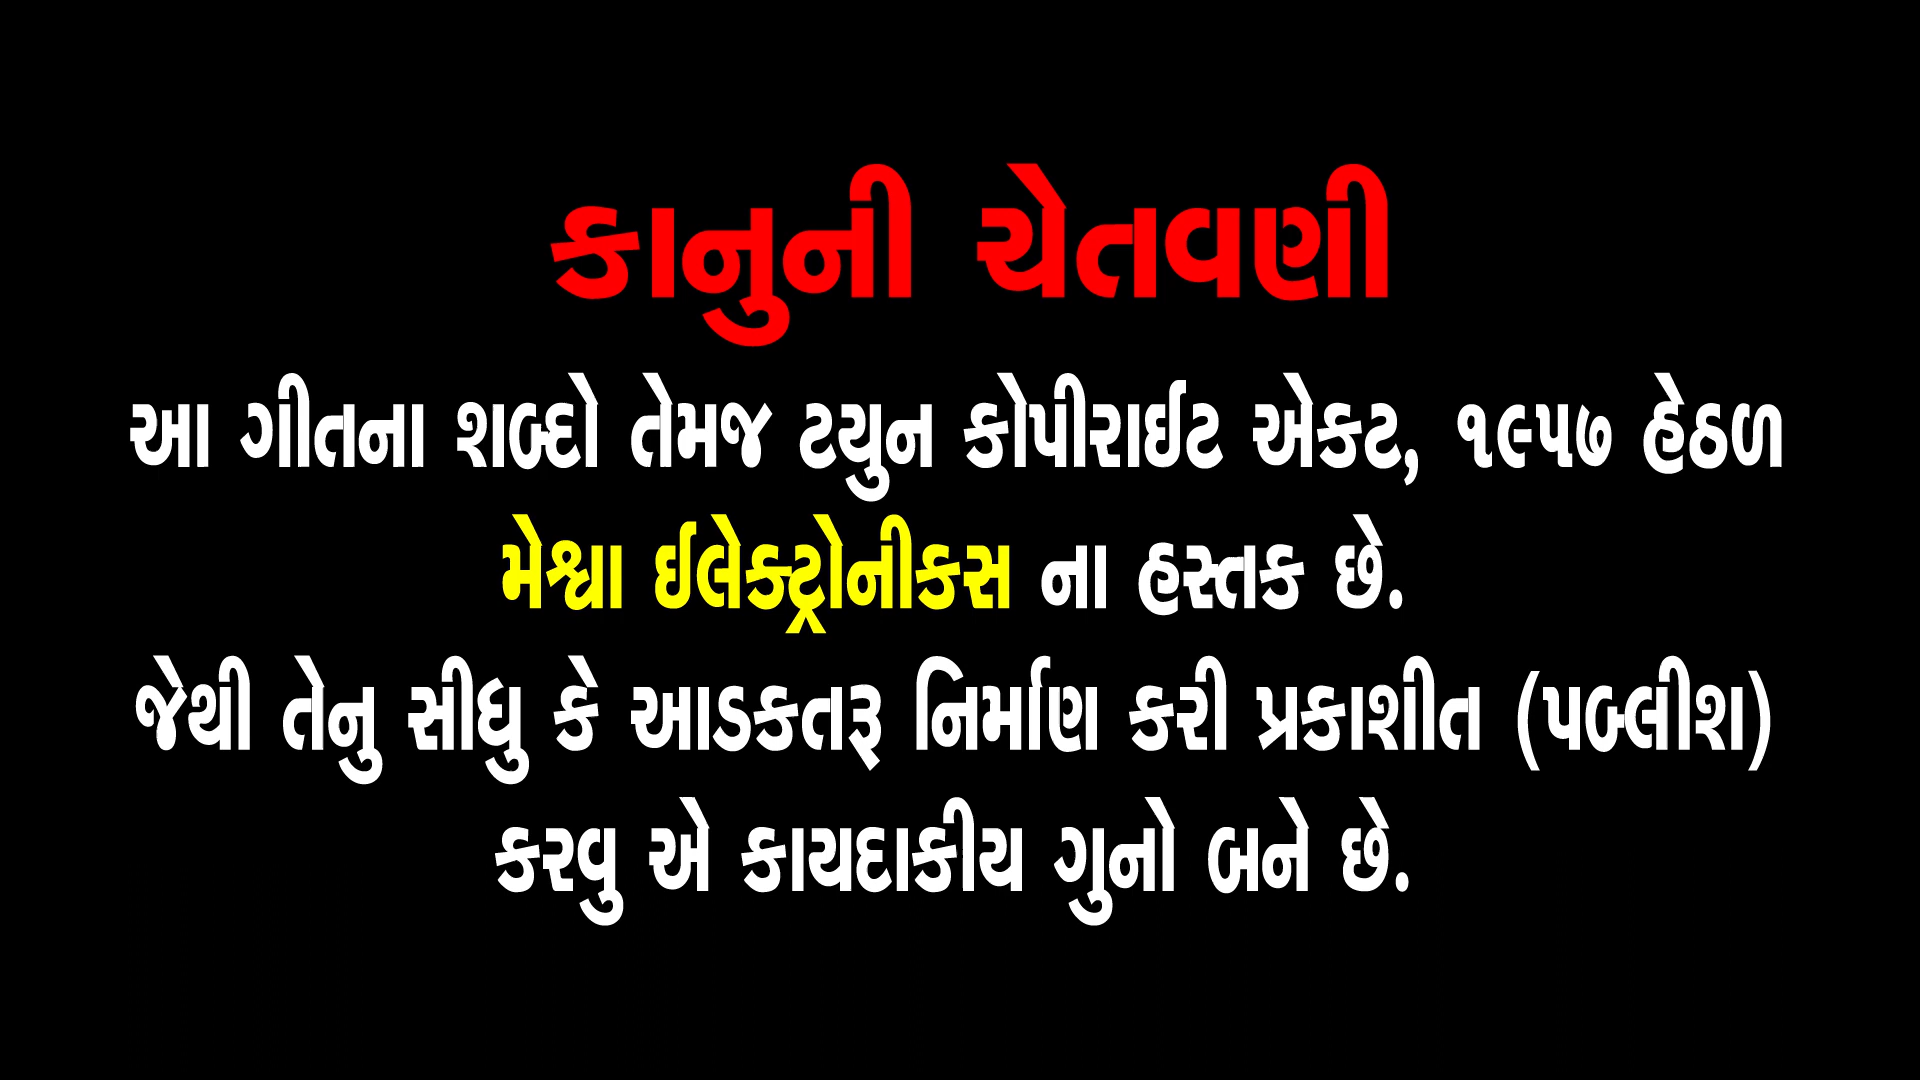 કાનુની ચેતવણી
આ ગીતના શબ્દો તેમજ ટયુન કોપીરાઈટ એકટ, ૧૯૫૭ હેઠળ
મેશ્વા ઈલેક્ટ્રોનીકસ ના હસ્તક છે.
જેથી તેનુ સીધુ કે આડકતરૂ નિર્માણ કરી પ્રકાશીત (પબ્લીશ)
કરવુ એ કાયદાકીય ગુનો બને છે.